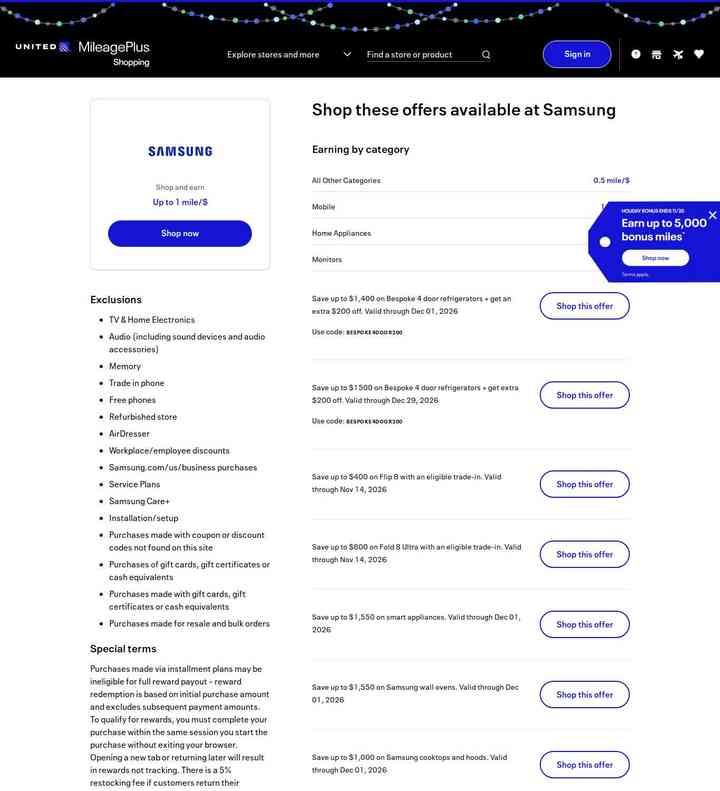 UNITED MileagePlus
Shopping
Explore stores and more
Find a store or product
Sign in
SAMSUNG
Shop and earn
Up to 1 mile/$
Shop now
Exclusions
TV & Home Electronics
Audio (including sound devices and audio
accessories)
Memory
Trade in phone
Free phones
Refurbished store
AirDresser
Workplace/employee discounts
Samsung.com/us/business purchases
Service Plans
Samsung Care+
Installation/setup
Purchases made with coupon or discount
codes not found on this site
Purchases of gift cards, gift certificates or
cash equivalents
Purchases made with gift cards, gift
certificates or cash equivalents
Purchases made for resale and bulk orders
Special terms
Purchases made via installment plans may be
ineligible for full reward payout - reward
redemption is based on initial purchase amount
and excludes subsequent payment amounts.
To qualify for rewards, you must complete your
purchase within the same session you start the
purchase without exiting your browser.
Opening a new tab or returning later will result
in rewards not tracking. There is a 5%
restocking fee if customers return their
Shop these offers available at Samsung
Earning by category
All Other Categories 0.5 mile/$
Mobile
Home Appliances
Monitors
HOLIDAY BONUS ENDS 11/20
Earn up to 5,000
bonus miles*
Shop now
Terms apply.
Save up to $1,400 on Bespoke 4 door refrigerators + get an
extra $200 off. Valid through Dec 01, 2026
Use code: BESPOKE4DOOR200
Shop this offer
Save up to $1500 on Bespoke 4 door refrigerators + get extra
$200 off. Valid through Dec 29, 2026
Use code: BESPOKE4DOOR200
Shop this offer
Save up to $400 on Flip 8 with an eligible trade-in. Valid
through Nov 14, 2026
Shop this offer
Save up to $800 on Fold 8 Ultra with an eligible trade-in. Valid
through Nov 14, 2026
Shop this offer
Save up to $1,550 on smart appliances. Valid through Dec 01,
2026
Shop this offer
Save up to $1,550 on Samsung wall ovens. Valid through Dec
01, 2026
Shop this offer
Save up to $1,000 on Samsung cooktops and hoods. Valid
through Dec 01, 2026
Shop this offer